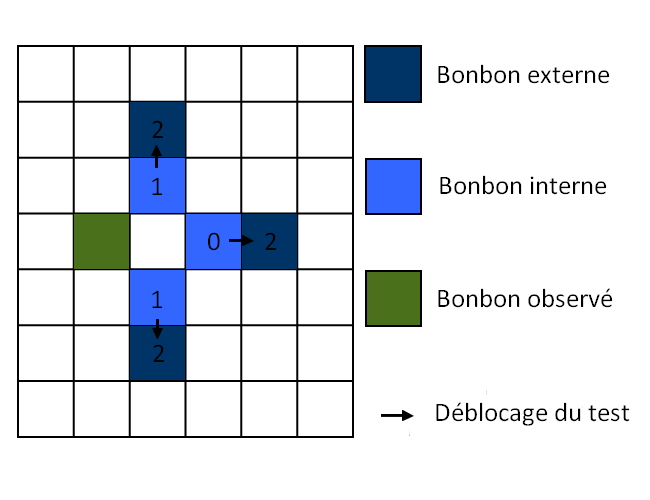 2
Bonbon externe
1
Bonbon interne
0 2
1
Bonbon observé
2
Déblocage du test